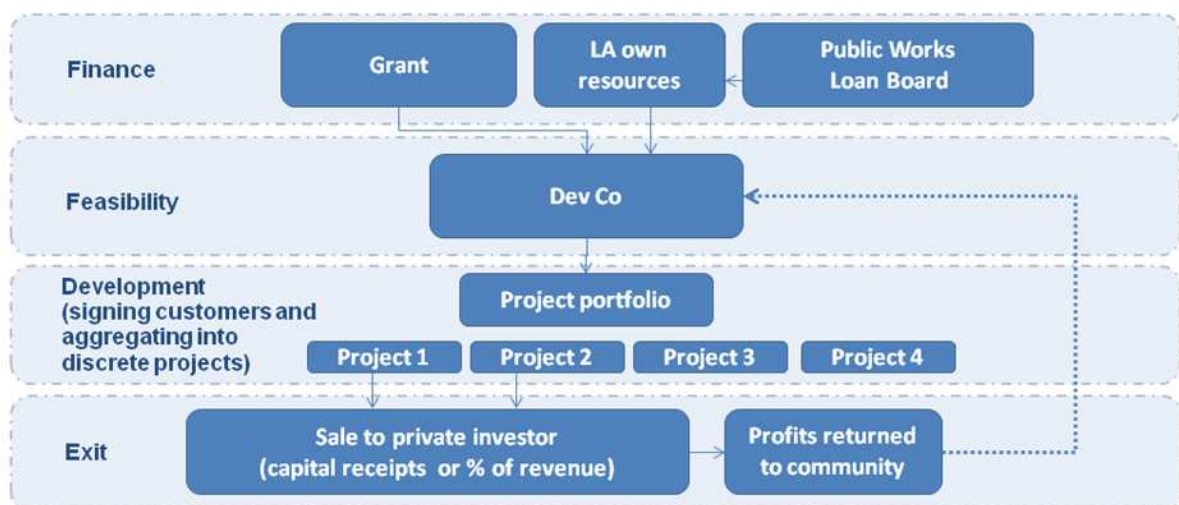 Finance
Grant
LA own
resources
Public Works
Loan Board
Feasibility
Dev Co
Development
(signing customers and
aggregating into
discrete projects)
Project portfolio
Project 1
Project 2
Project 3
Project 4
Exit
Sale to private investor
(capital receipts or % of revenue)
Profits returned
to community